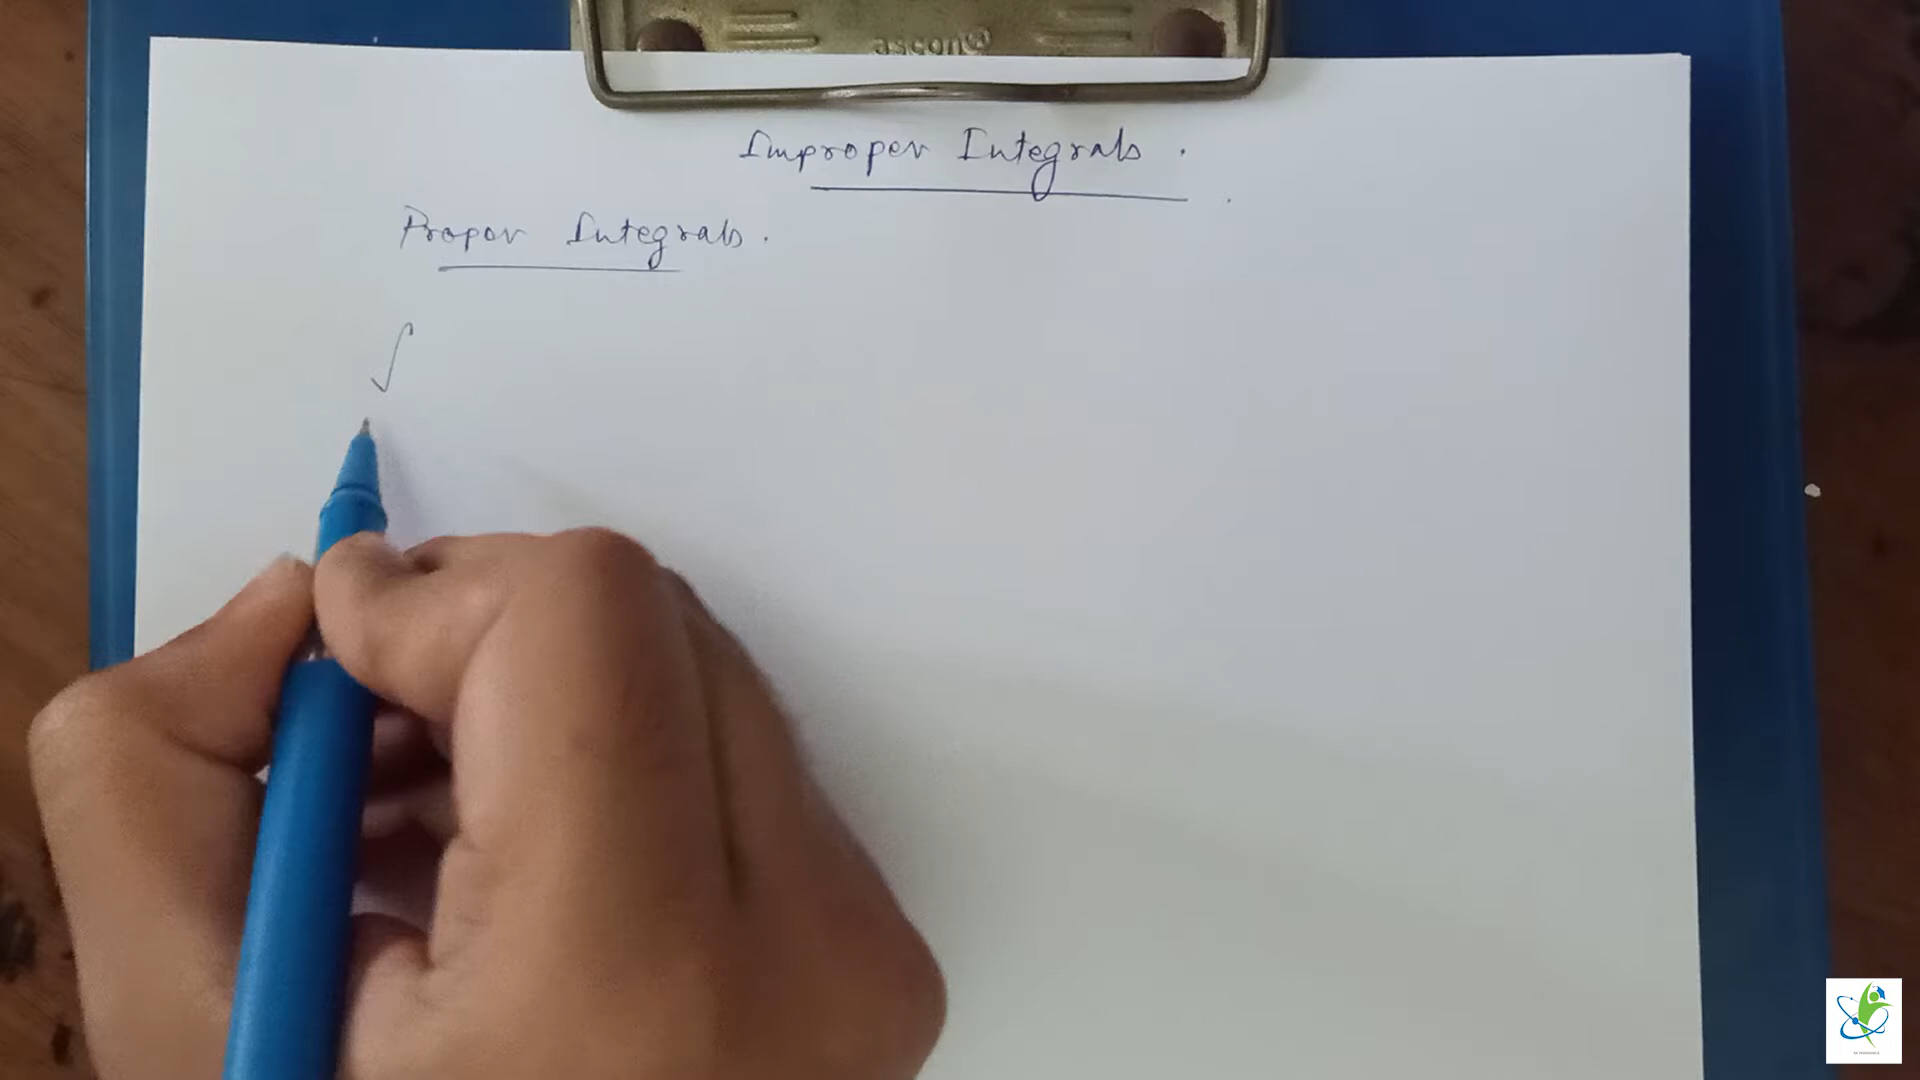 ascon
Improper Integrals.
Proper Integrals.
∫